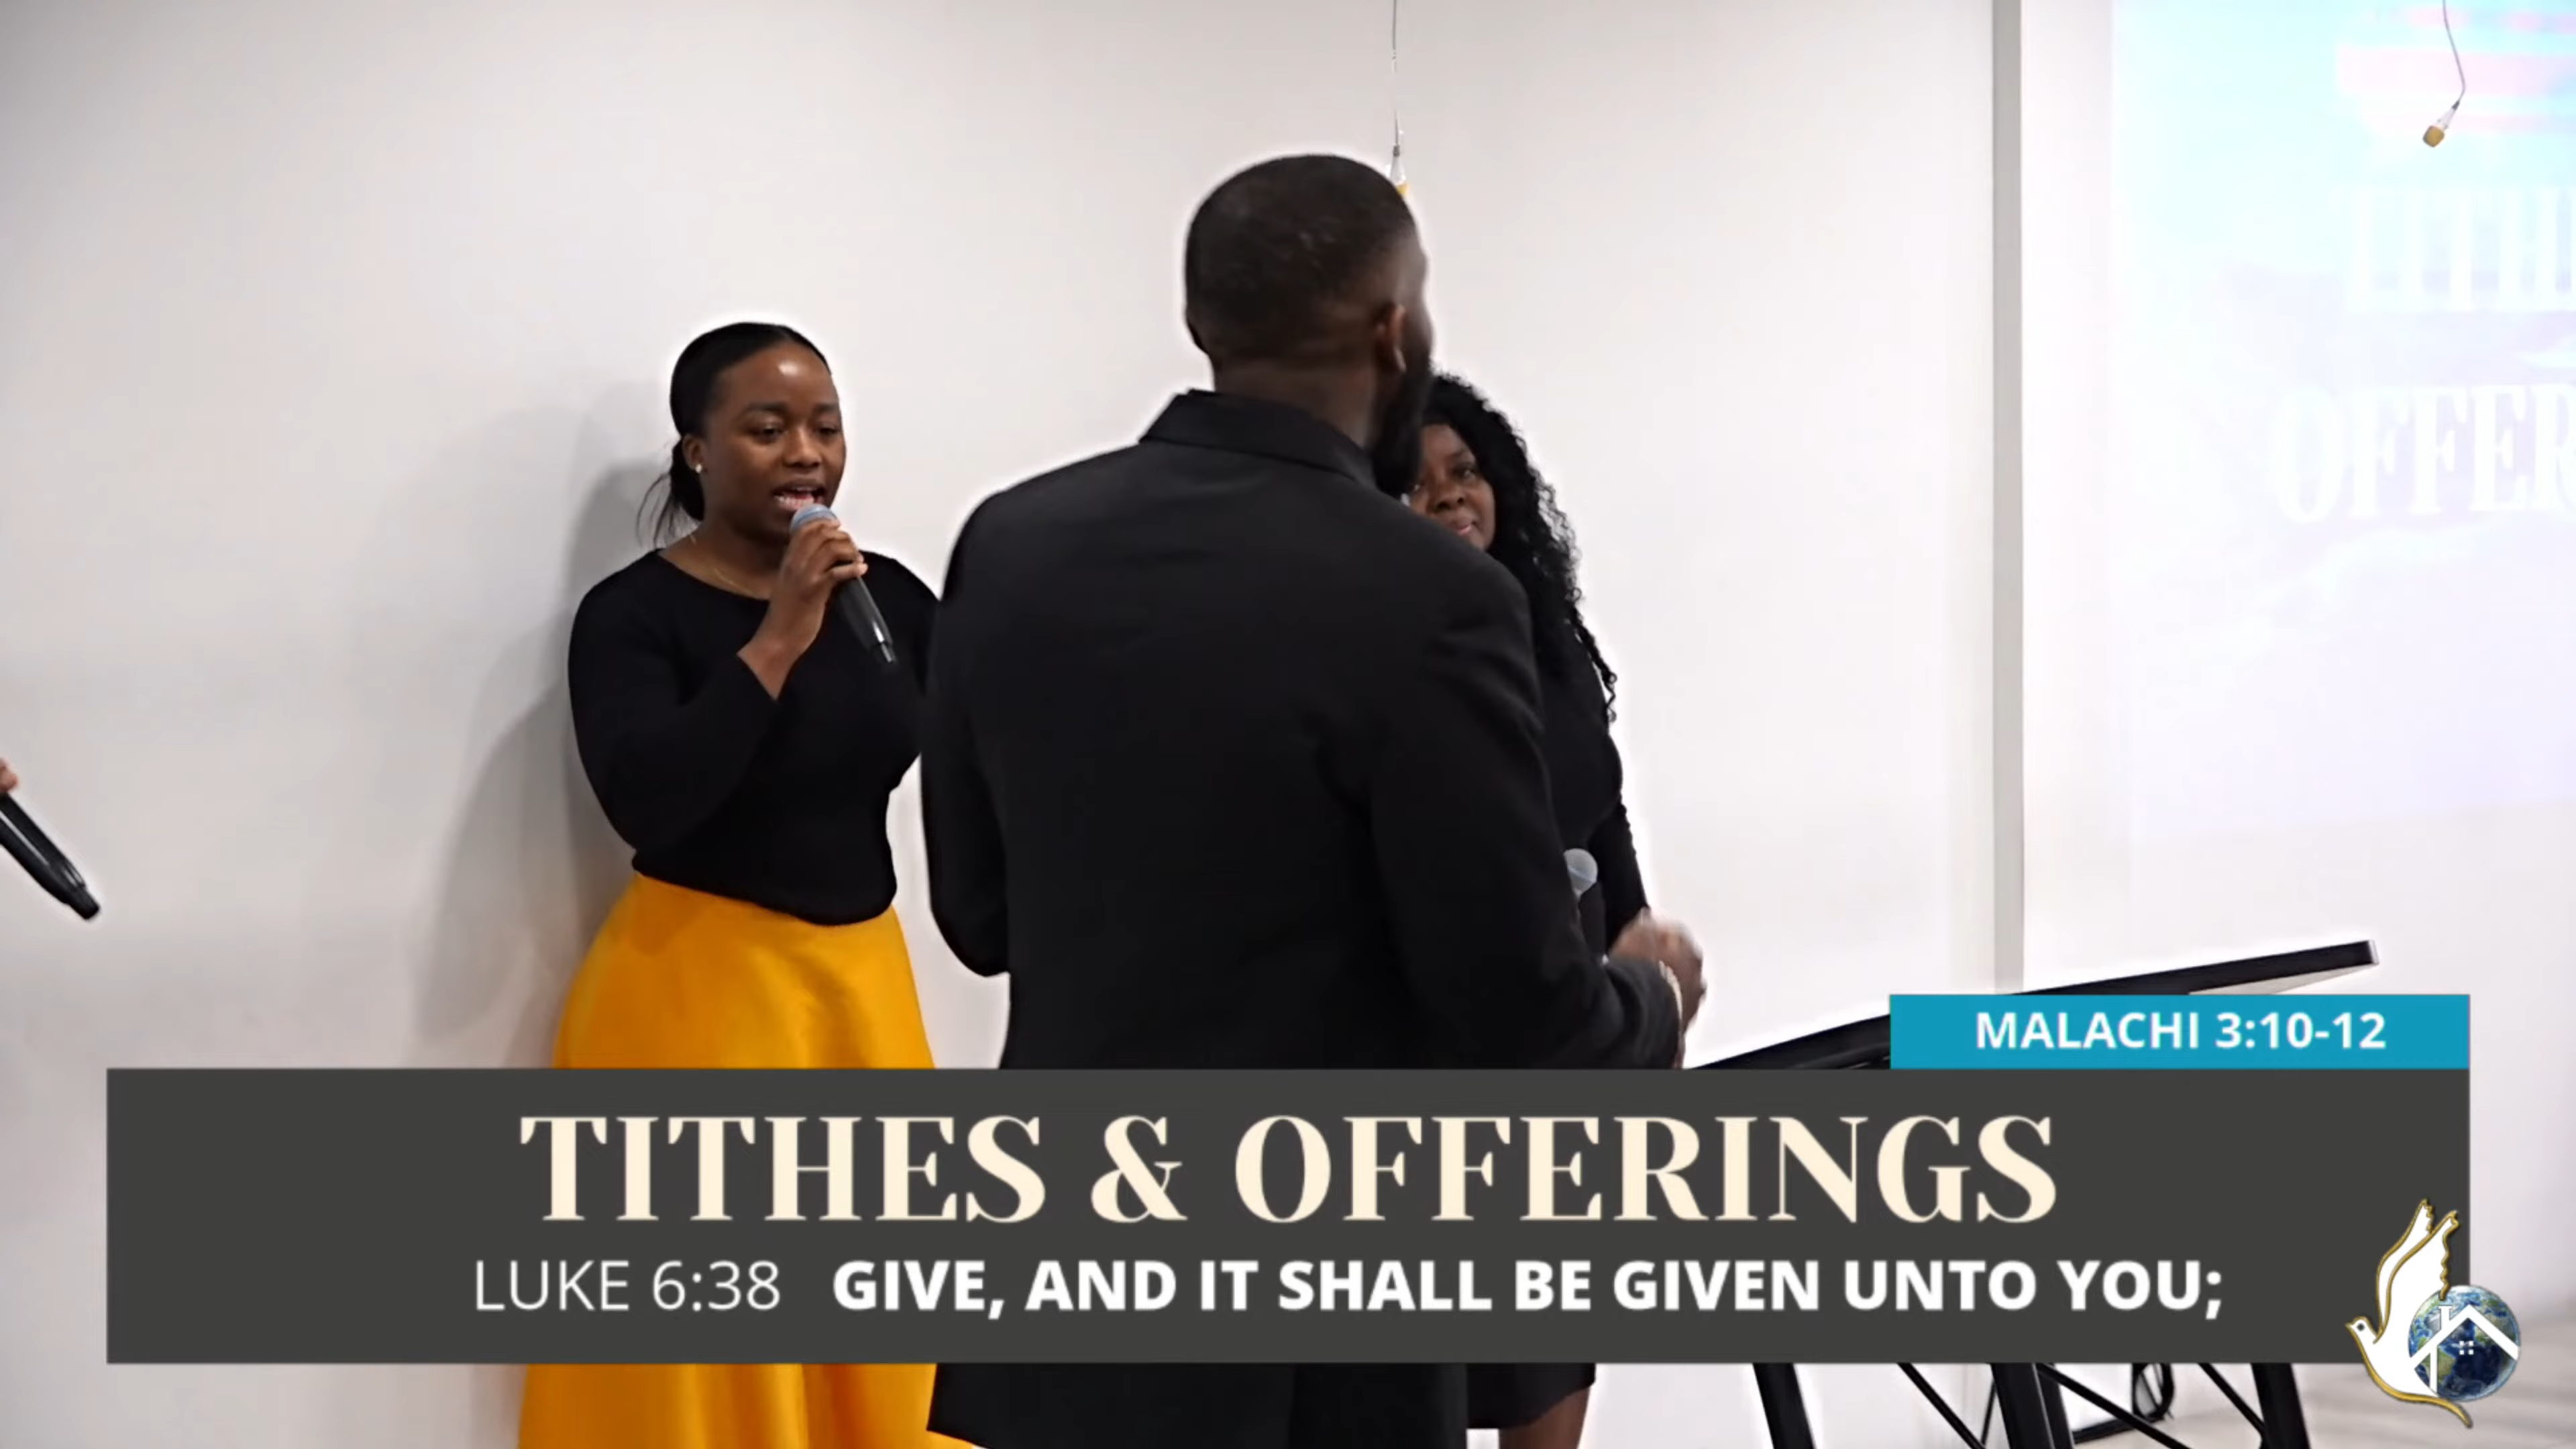 MALACHI 3:10-12
TITHES & OFFERINGS
LUKE 6:38 GIVE, AND IT SHALL BE GIVEN UNTO YOU;